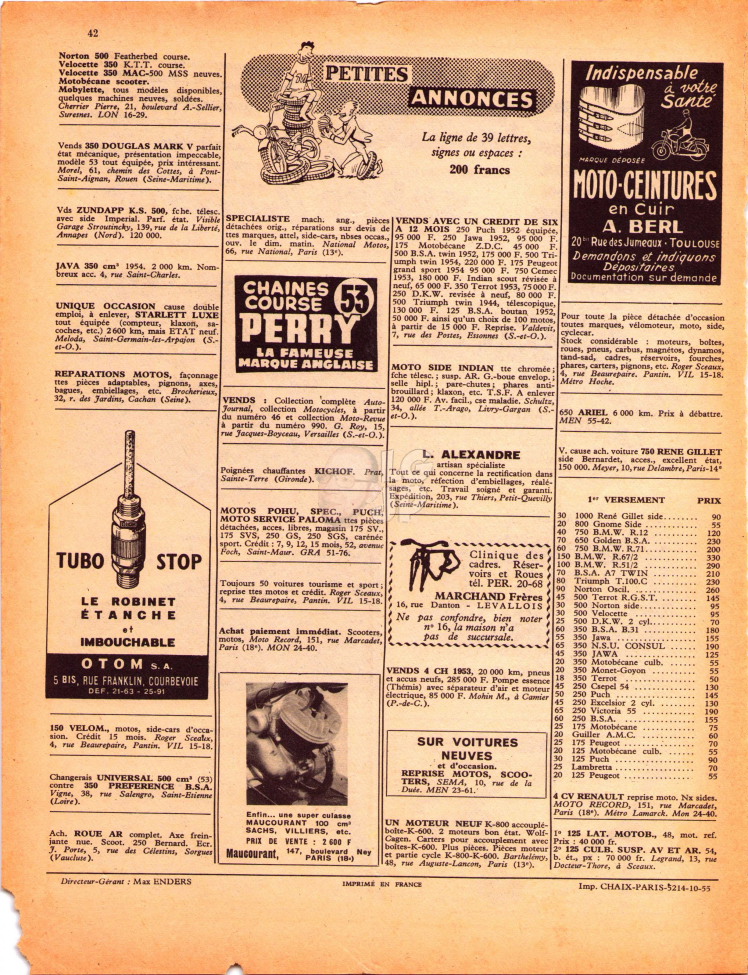 42
Norton 500 Featherbed course.
Velocette 350 K.T.T. course.
Velocette 350 MAC-500 MSS neuves.
Motobécane scooter.
Mobylette, tous modèles disponibles,
quelques machines neuves, soldées.
Cherrier Pierre, 21, boulevard A.-Sellier,
Suresnes. LON 16-29.
Vends 350 DOUGLAS MARK V parfait
état mécanique, présentation impeccable,
modèle 53 tout équipée, prix intéressant.
Morel, 61, chemin des Cottes, à Pont-
Saint-Aignan, Rouen (Seine-Maritime).
Vds ZUNDAPP K.S. 500, fche. télesc.
avec side Imperial. Parf. état. Visible
Garage Stroutincky, 139, rue de la Liberté,
Annapes (Nord). 120 000.
JAVA 350 cm³ 1954. 2 000 km. Nom-
breux acc. 4, rue Saint-Charles.
UNIQUE OCCASION cause double
emploi, à enlever, STARLETT LUXE
tout équipée (compteur, klaxon, sa-
coches, etc.) 2600 km, mais ETAT neuf.
Meloda, Saint-Germain-les-Arpajon (S.-
et-O.).
REPARATIONS MOTOS, façonnage
ttes pièces adaptables, pignons, axes,
bagues, embiellages, etc. Brocherieux,
32, r. des Jardins, Cachan (Seine).
TUBO STOP
LE ROBINET
ÉTANCHE
et
IMBOUCHABLE
OTOM S.A.
5 BIS, RUE FRANKLIN, COURBEVOIE
DEF. 21-63 - 25-91
150 VELOM., motos, side-cars d'occa-
sion. Crédit 15 mois. Roger Sceaux,
4, rue Beaurepaire, Pantin. VIL 15-18.
Changerais UNIVERSAL 500 cm³ (53)
contre 350 PREFERENCE B.S.A.
Vigne, 38, rue Salengro, Saint-Etienne
(Loire).
Ach. ROUE AR complet. Axe frein-
jante nue. Scoot. 250 Bernard. Ecr.
J. Porte, 5, rue des Célestins, Sorgues
(Vaucluse).
PETITES
ANNONCES
La ligne de 39 lettres,
signes ou espaces :
200 francs
SPECIALISTE mach. ang., pièces
détachées orig., réparations sur devis de
ttes marques, attel, side-cars, nbses occas.,
ouv. le dim. matin. National Motos,
66, rue National, Paris (13ᵉ).
CHAINES
COURSE 53
PERRY
LA FAMEUSE
MARQUE ANGLAISE
VENDS : Collection complète Auto-
Journal, collection Motocycles, à partir
du numéro 46 et collection Moto-Revue
à partir du numéro 990. G. Roy, 15,
rue Jacques-Boyceau, Versailles (S.-et-O.).
Poignées chauffantes KICHOF. Prat,
Sainte-Terre (Gironde).
MOTOS POHU, SPEC., PUCH,
MOTO SERVICE PALOMA ttes pièces
détachées, acces. libres, magasin 175 SV.,
175 SVS, 250 GS, 250 SGS, carénée
sport. Crédit : 7, 9, 12, 15 mois, 52, avenue
Foch, Saint-Maur. GRA 51-76.
Toujours 50 voitures tourisme et sport ;
reprise ttes motos et crédit. Roger Sceaux,
4, rue Beaurepaire, Pantin. VIL 15-18.
Achat paiement immédiat. Scooters,
motos, Moto Record, 151, rue Marcadet,
Paris (18ᵉ). MON 24-40.
Enfin... une super culasse
MAUCOURANT 100 cm³
SACHS, VILLIERS, etc.
PRIX DE VENTE : 2 600 F
Maucourant, 147, boulevard Ney
PARIS (18ᵉ)
VENDS AVEC UN CREDIT DE SIX
A 12 MOIS 250 Puch 1952 équipée,
95 000 F. 250 Jawa 1952, 95 000 F.
175 Motobécane Z.D.C. 45 000 F.
500 B.S.A. twin 1952, 175 000 F. 500 Tri-
umph twin 1954, 220 000 F. 175 Peugeot
grand sport 1954 95 000 F. 750 Cemec
1953, 180 000 F. Indian scout révisée à
neuf, 65 000 F. 350 Terrot 1953, 75 000 F.
250 D.K.W. revisée à neuf, 80 000 F.
500 Triumph twin 1944, télescopique,
130 000 F. 125 B.S.A. boutan 1952,
50 000 F. ainsi qu'un choix de 100 motos,
à partir de 15 000 F. Reprise. Valdevit,
7, rue des Postes, Essonnes (S.-et-O.).
MOTO SIDE INDIAN tte chromée ;
fche télesc. ; susp. AR. G.-boue envelop. ;
selle hipl. ; pare-chutes ; phares anti-
brouillard ; klaxon, etc. T.S.F. A enlever
120 000 F. Av. facil., cse maladie. Schultz,
34, allée T.-Arago, Livry-Gargan (S.-
et-O.).
L. ALEXANDRE
artisan spécialiste
Tout ce qui concerne la rectification dans
la moto, réfection d'embiellages, réalé-
sages, etc. Travail soigné et garanti.
Expédition, 203, rue Thiers, Petit-Quevilly
(Seine-Maritime).
Clinique des
cadres. Réser-
voirs et Roues
tél. PER. 20-68
MARCHAND Frères
16, rue Danton - LEVALLOIS
Ne pas confondre, bien noter
nº 16, la maison n'a
pas de succursale.
VENDS 4 CH 1953, 20 000 km, pneus
et accus neufs, 285 000 F. Pompe essence
(Thémis) avec séparateur d'air et moteur
électrique, 85 000 F. Mohin M., à Camier
(P.-de-C.).
SUR VOITURES
NEUVES
et d'occasion.
REPRISE MOTOS, SCOO-
TERS, SEMA, 10, rue de la
Duée. MEN 23-61.
UN MOTEUR NEUF K-800 accouplé-
boîte-K-600. 2 moteurs bon état. Wolf-
Cagen. Carters pour accouplement avec
boîtes-K-600. Plus pièces. Pièces moteur
et partie cycle K-800-K-600. Barthelémy,
48, rue Auguste-Lancon, Paris (13ᵉ).
Indispensable
à votre
Santé
MARQUE DÉPOSÉE
MOTO-CEINTURES
en Cuir
A. BERL
20bis Rue des Jumeaux · TOULOUSE
Demandons et indiquons
Dépositaires
Documentation sur demande
Pour toute la pièce détachée d'occasion
toutes marques, vélomoteur, moto, side,
cyclecar.
Stock considérable : moteurs, boîtes,
roues, pneus, carbus, magnétos, dynamos,
tand-sad, cadres, réservoirs, fourches,
phares, carters, pignons, etc. Roger Sceaux,
4, rue Beaurepaire. Pantin. VIL 15-18.
Métro Hoche.
650 ARIEL 6 000 km. Prix à débattre.
MEN 55-42.
V. cause ach. voiture 750 RENE GILLET
side Bernardet, acces., excellent état,
150 000. Meyer, 10, rue Delambre, Paris-14ᵉ
1ᵉʳ VERSEMENT PRIX
30 1000 René Gillet side........ 90
20 800 Gnome Side ........... 55
40 750 B.M.W. R.12 ........... 120
70 650 Golden B.S.A. ........... 230
60 750 B.M.W. R.71............ 200
150 B.M.W. R.67/2 ........... 330
100 B.M.W. R.51/2 ........... 290
70 B.S.A. A7 TWIN ........... 210
80 Triumph T.100.C ........... 230
90 Norton Oscil. ........... 260
45 500 Terrot R.G.S.T. ........... 145
30 500 Norton side ........... 95
30 500 Velocette ........... 95
25 500 D.K.W. 2 cyl. ........... 70
60 350 B.S.A. B.31 ........... 180
55 350 Jawa ........... 155
65 350 N.S.U. CONSUL ........... 190
45 350 JAWA ........... 125
20 350 Motobécane culb. ........... 55
20 350 Monet-Goyon ........... 55
18 350 Terrot ........... 50
45 250 Csepel 54 ........... 130
50 250 Puch ........... 145
45 250 Excelsior 2 cyl. ........... 130
65 250 Victoria 55 ........... 190
60 250 B.S.A. ........... 155
25 175 Motobécane ........... 75
20 Guiller A.M.C. ........... 60
25 175 Peugeot ........... 70
20 125 Motobécane culb. ........... 55
30 125 Puch ........... 90
25 Lambretta ........... 70
20 125 Peugeot ........... 55
4 CV RENAULT reprise moto. Nx sides.
MOTO RECORD, 151, rue Marcadet,
Paris (18ᵉ). Métro Lamarck. Mon 24-40.
1º 125 LAT. MOTOB., 48, mot. ref.
Prix : 40 000 fr.
2º 125 CULB. SUSP. AV ET AR. 54,
b. ét., px : 70 000 fr. Legrand, 13, rue
Docteur-Thore, à Sceaux.
Directeur-Gérant : Max ENDERS
IMPRIMÉ EN FRANCE
Imp. CHAIX-PARIS-5214-10-55